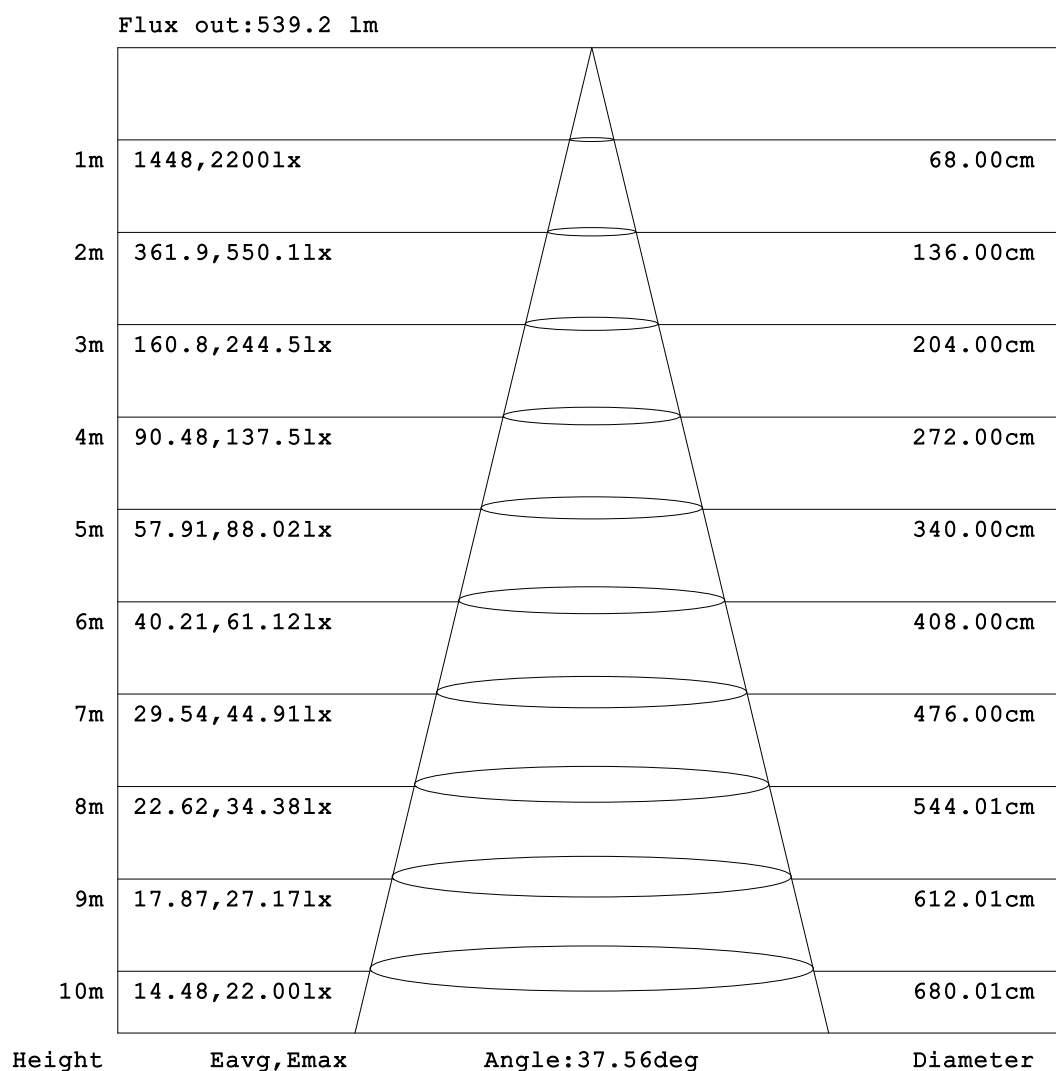 Flux out:539.2 lm
1m 1448,2200lx 68.00cm
2m 361.9,550.1lx 136.00cm
3m 160.8,244.5lx 204.00cm
4m 90.48,137.5lx 272.00cm
5m 57.91,88.02lx 340.00cm
6m 40.21,61.12lx 408.00cm
7m 29.54,44.91lx 476.00cm
8m 22.62,34.38lx 544.01cm
9m 17.87,27.17lx 612.01cm
10m 14.48,22.00lx 680.01cm
Height Eavg,Emax Angle:37.56deg Diameter